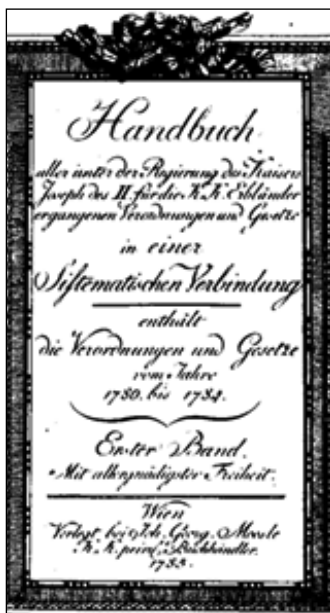 Handbuch
aller unter der Regierung des Kaisers
Joseph des II. für die K. K. Erbländer
ergangenen Verordnungen und Gesetze
in einer
Sistematischen Verbindung
enthält
die Verordnungen und Gesetze
vom Jahre
1780. bis 1784.
Erster Band.
Mit allergnädigster Freiheit.
Wien
Verlegt bei Joh. Georg Moesle
K. K. priv. Buchhändler.
1785.